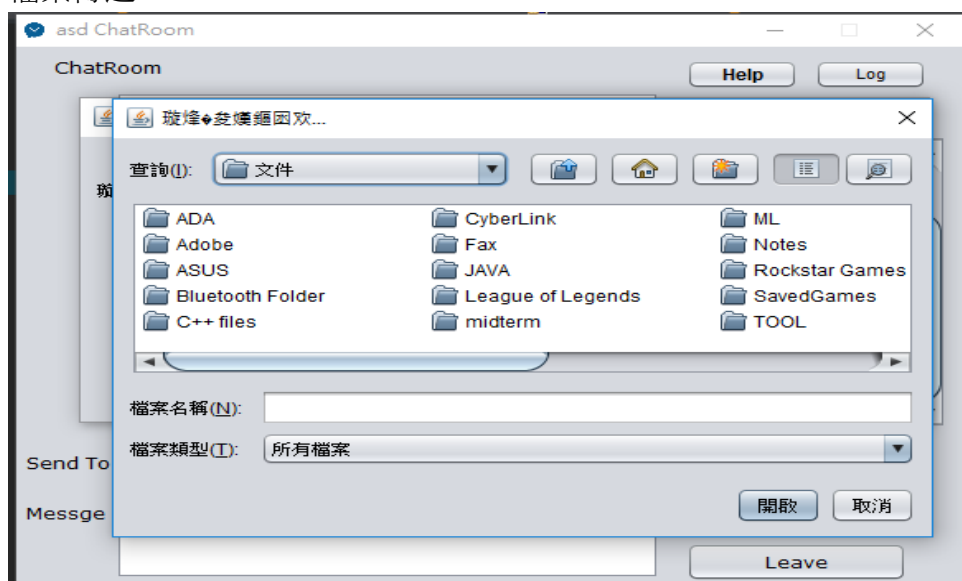 asd ChatRoom
ChatRoom
Help
Log
查詢(I):
文件
ADA
CyberLink
ML
Adobe
Fax
Notes
ASUS
JAVA
Rockstar Games
Bluetooth Folder
League of Legends
SavedGames
C++ files
midterm
TOOL
檔案名稱(N):
檔案類型(T):
所有檔案
Send To
開啟
取消
Messge
Leave